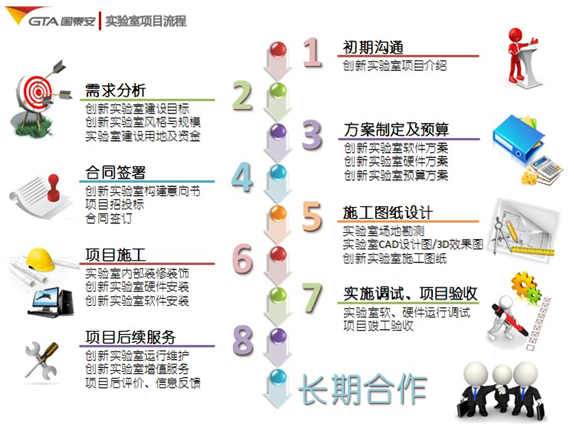 GTA 国泰安 实验室项目流程
1 初期沟通
创新实验室项目介绍
2 需求分析
创新实验室建设目标
创新实验室风格与规模
实验室建设用地及资金
3 方案制定及预算
创新实验室软件方案
创新实验室硬件方案
创新实验室预算方案
4 合同签署
创新实验室构建意向书
项目招投标
合同签订
5 施工图纸设计
实验室场地勘测
实验室CAD设计图/3D效果图
创新实验室施工图纸
6 项目施工
实验室内部装修装饰
创新实验室硬件安装
创新实验室软件安装
7 实施调试、项目验收
实验室软、硬件运行调试
项目竣工验收
8 项目后续服务
创新实验室运行维护
创新实验室增值服务
项目后评价、信息反馈
长期合作